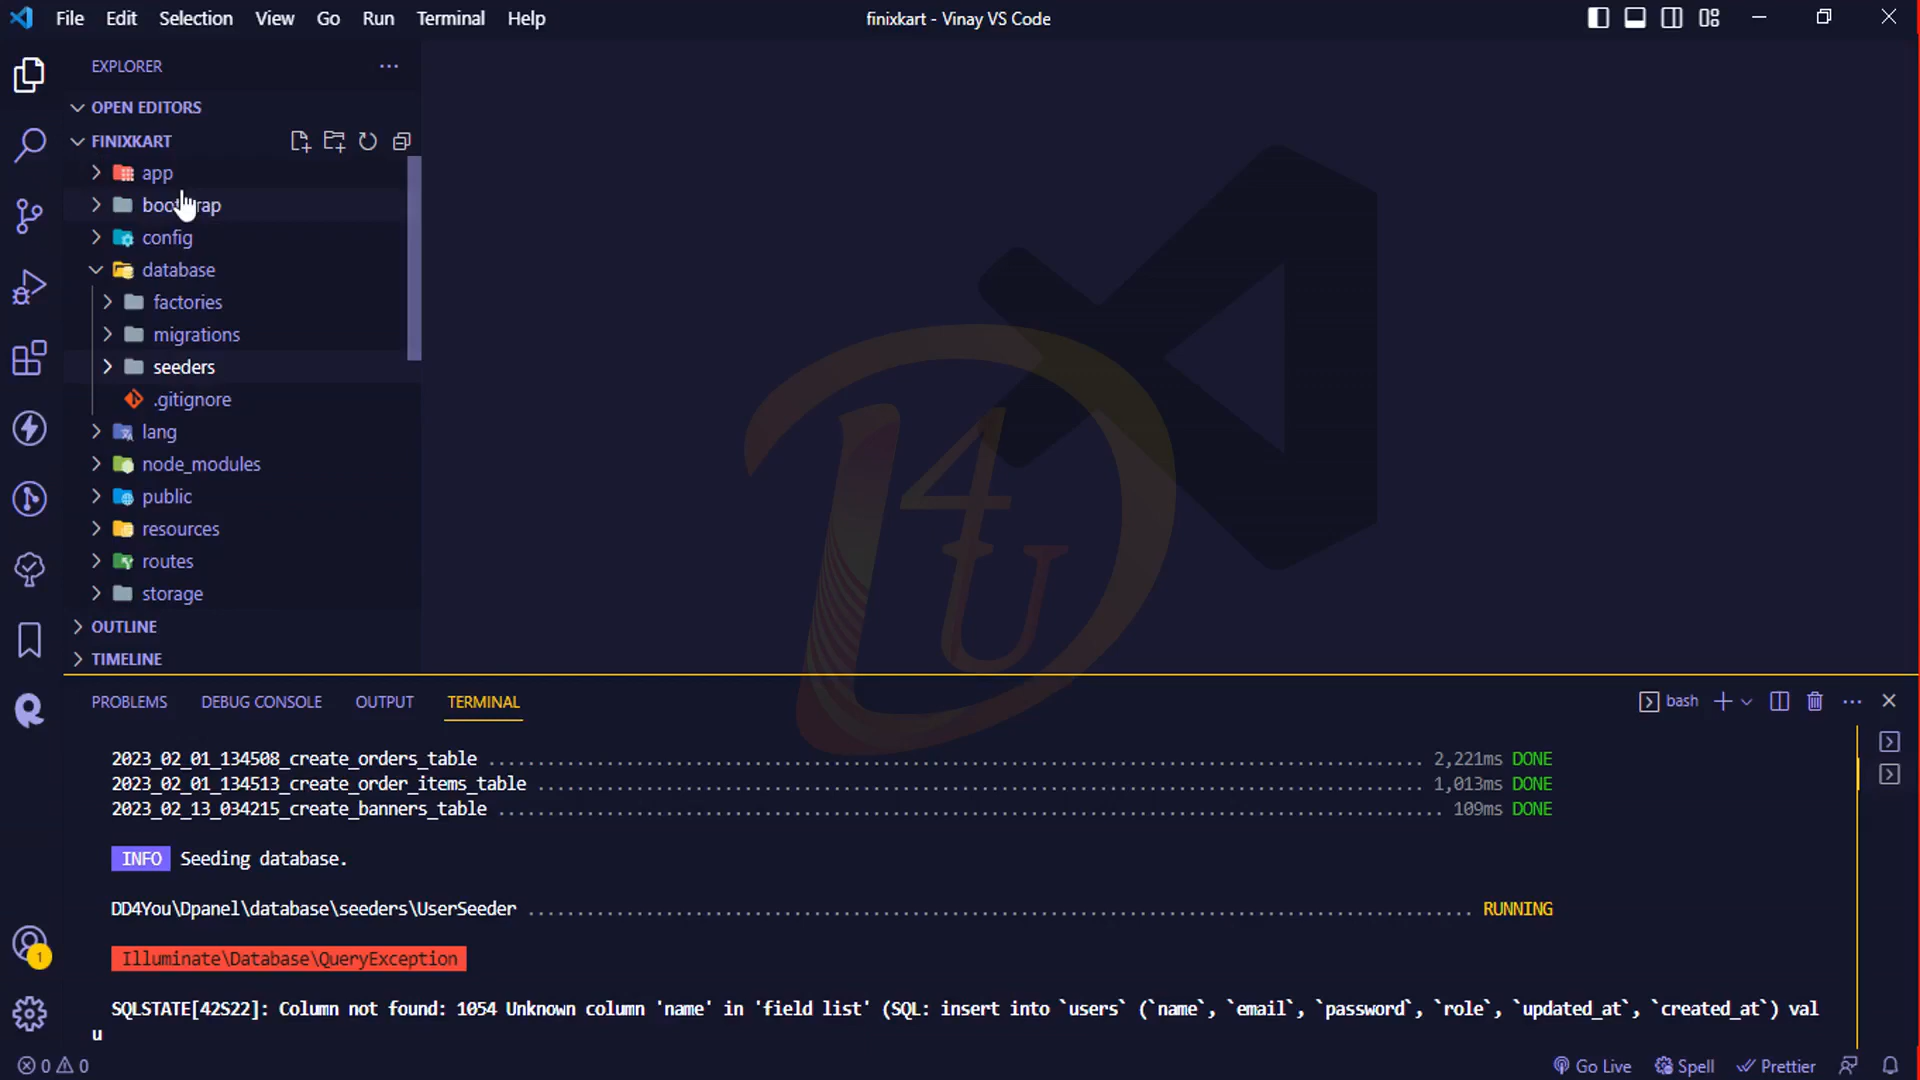 File Edit Selection View Go Run Terminal Help finixkart - Vinay VS Code
EXPLORER
OPEN EDITORS
FINIXKART
app
config
database
factories
migrations
seeders
.gitignore
lang
node_modules
public
resources
routes
storage
OUTLINE
TIMELINE
4
U
PROBLEMS DEBUG CONSOLE OUTPUT TERMINAL bash
2023_02_01_134508_create_orders_table 2,221ms DONE
2023_02_01_134513_create_order_items_table 1,013ms DONE
2023_02_13_034215_create_banners_table 109ms DONE
INFO Seeding database.
DD4You\Dpanel\database\seeders\UserSeeder RUNNING
Illuminate\Database\QueryException
SQLSTATE[42S22]: Column not found: 1054 Unknown column 'name' in 'field list' (SQL: insert into `users` (`name`, `email`, `password`, `role`, `updated_at`, `created_at`) val
u
1
0 0 Go Live Spell Prettier